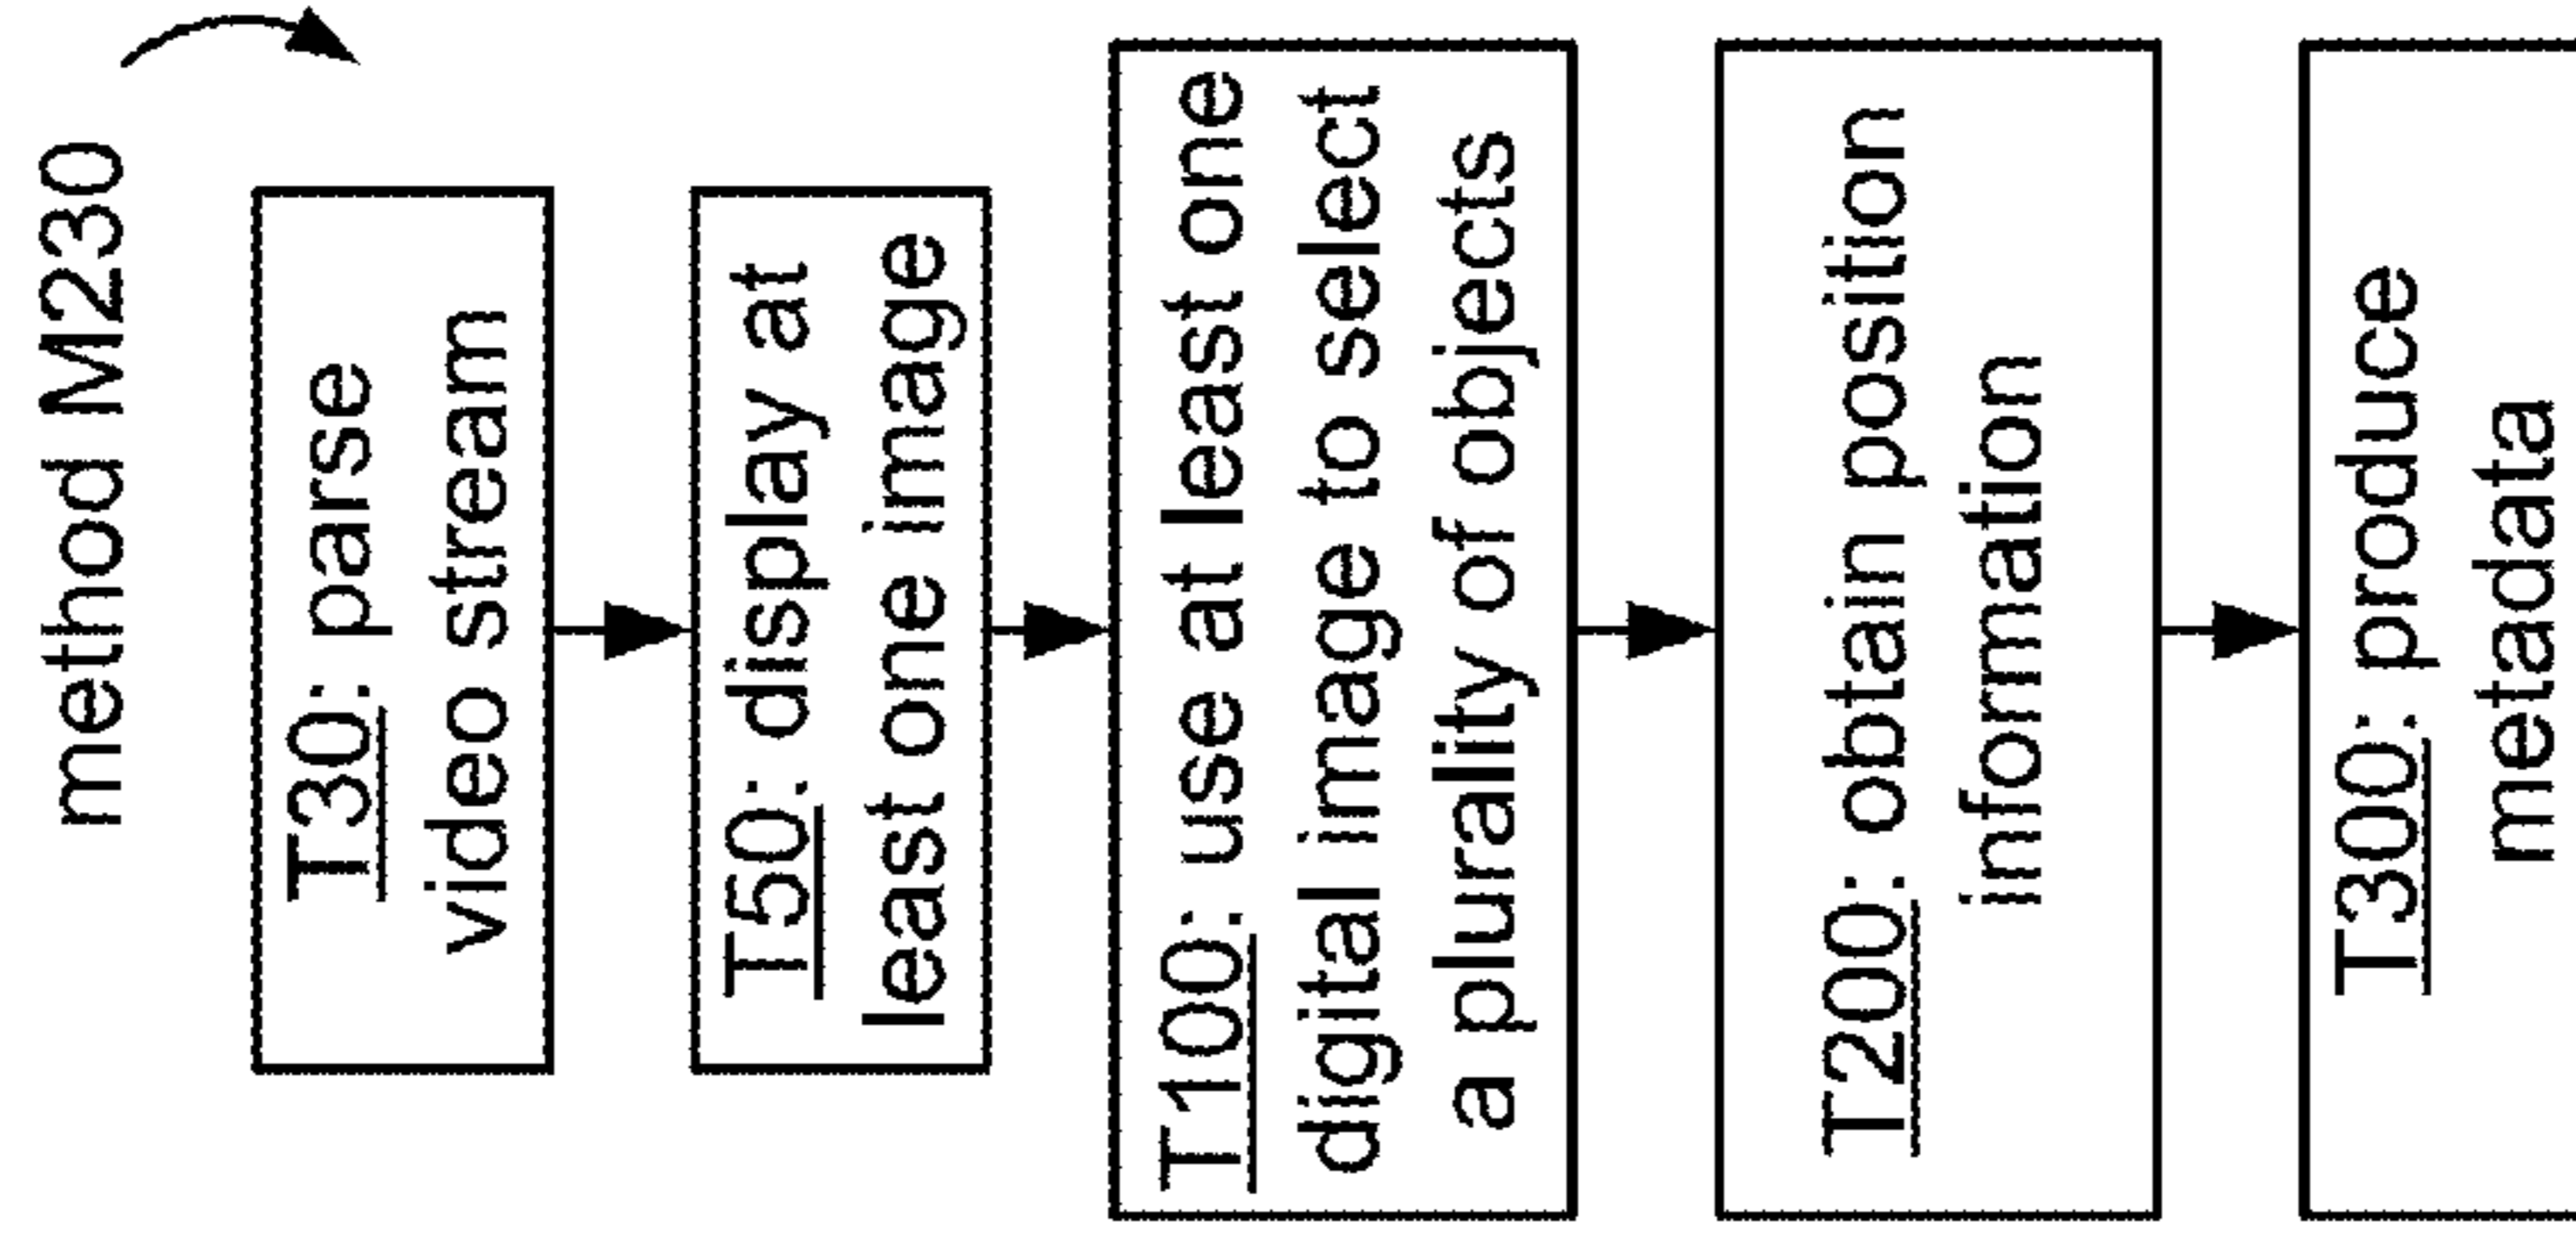 method M230
T30: parse
video stream
T50: display at
least one image
T100: use at least one
digital image to select
a plurality of objects
T200: obtain position
information
T300: produce
metadata